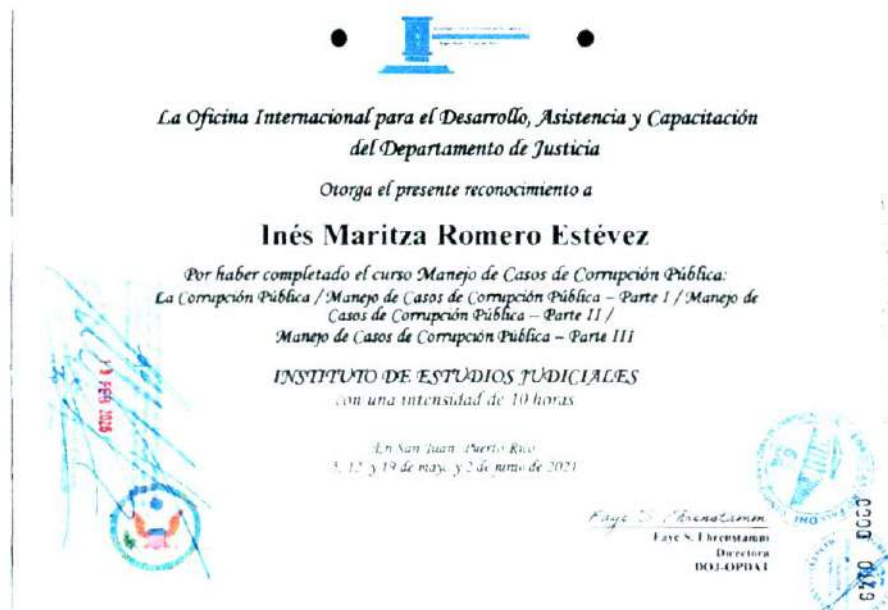 La Oficina Internacional para el Desarrollo, Asistencia y Capacitación
del Departamento de Justicia
Otorga el presente reconocimiento a
Inés Maritza Romero Estévez
Por haber completado el curso Manejo de Casos de Corrupción Pública:
La Corrupción Pública / Manejo de Casos de Corrupción Pública – Parte I / Manejo de
Casos de Corrupción Pública – Parte II /
Manejo de Casos de Corrupción Pública – Parte III
INSTITUTO DE ESTUDIOS JUDICIALES
con una intensidad de 10 horas
En San Juan, Puerto Rico
12 y 19 de mayo y 2 de junio de 2021
Faye S. Ehrenstamm
Faye S. Ehrenstamm
Directora
DOJ-OPDAT
FEB
0000